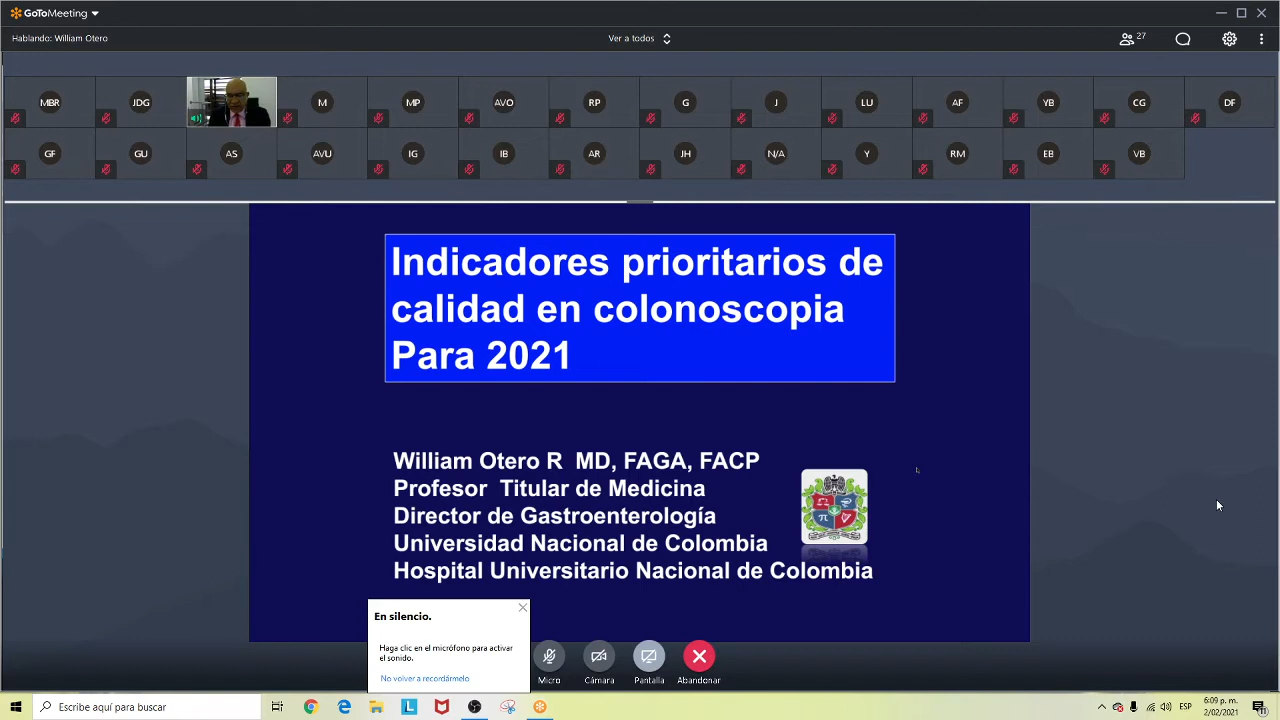 GoToMeeting
Hablando: William Otero
Ver a todos
27
MBR JDG M MP AVO RP G J LU AF YB CG DF
GF GU AS AVU IG IB AR JH N/A Y RM EB VB
Indicadores prioritarios de
calidad en colonoscopia
Para 2021
William Otero R MD, FAGA, FACP
Profesor Titular de Medicina
Director de Gastroenterología
Universidad Nacional de Colombia
Hospital Universitario Nacional de Colombia
En silencio.
Haga clic en el micrófono para activar
el sonido.
No volver a recordármelo
Micro Cámara Pantalla Abandonar
Escribe aquí para buscar
ESP
6:09 p. m.
2/02/2021